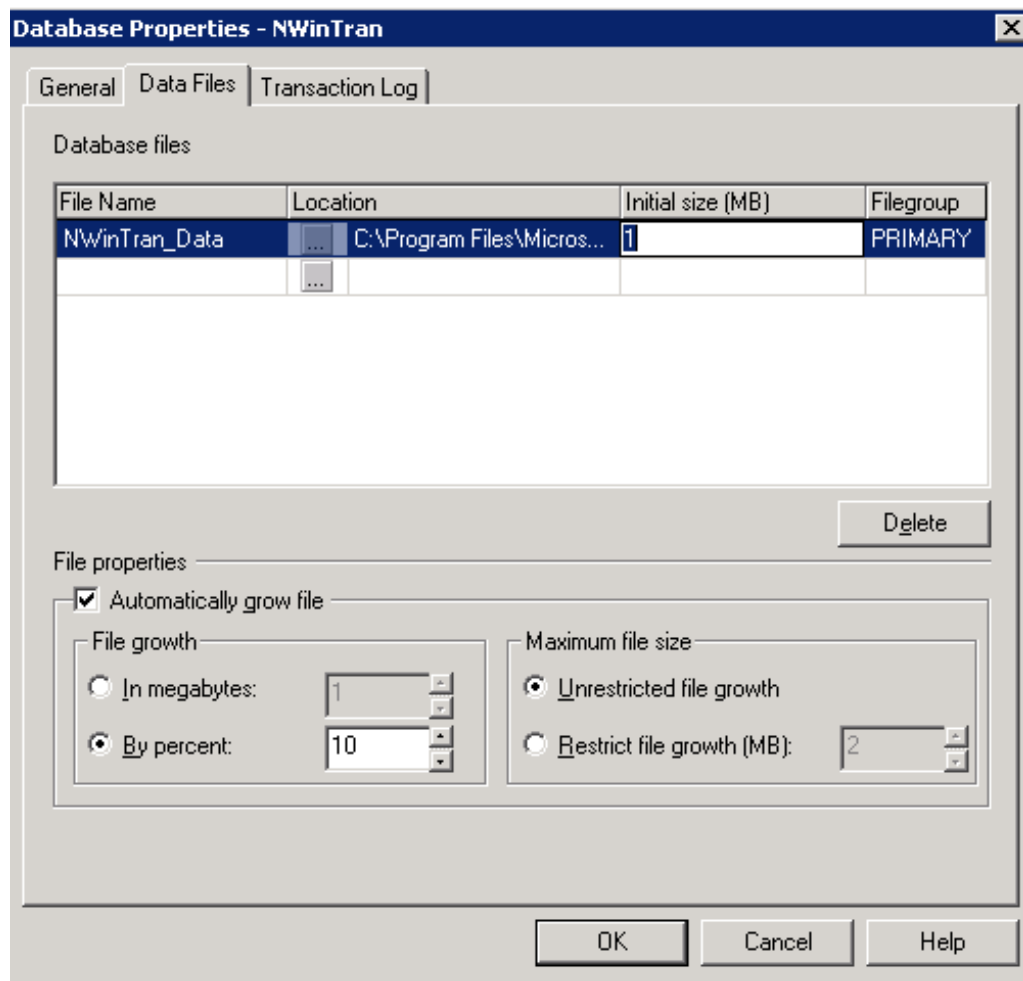 Database Properties - NWinTran
General Data Files Transaction Log
Database files
File Name Location Initial size (MB) Filegroup
NWinTran_Data ... C:\Program Files\Micros... 1 PRIMARY
...
Delete
File properties
Automatically grow file
File growth Maximum file size
In megabytes: 1 Unrestricted file growth
By percent: 10 Restrict file growth (MB): 2
OK Cancel Help